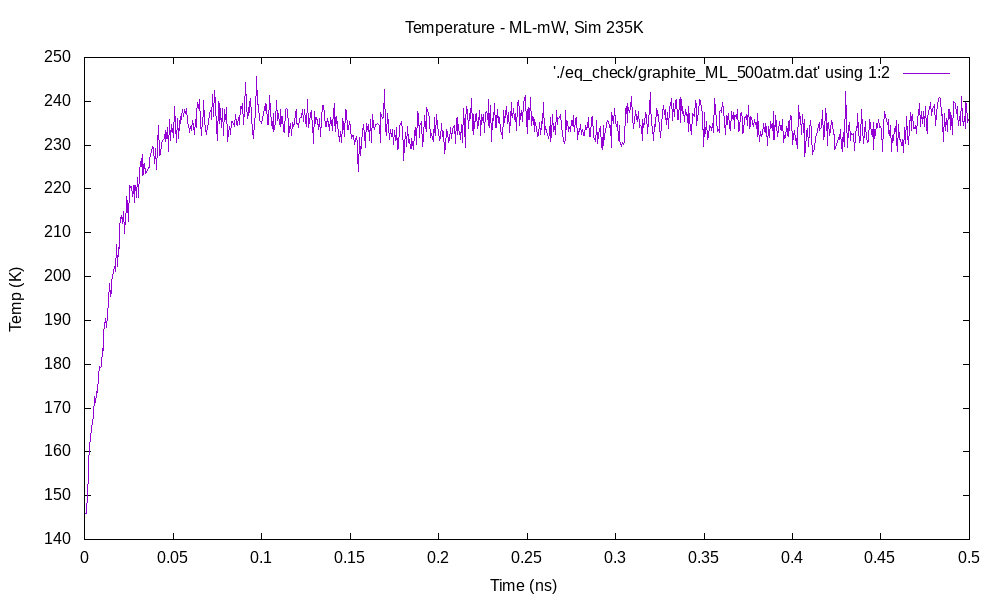 Temperature - ML-mW, Sim 235K
'./eq_check/graphite_ML_500atm.dat' using 1:2
250
240
230
220
210
200
190
180
170
160
150
140
Temp (K)
0 0.05 0.1 0.15 0.2 0.25 0.3 0.35 0.4 0.45 0.5
Time (ns)